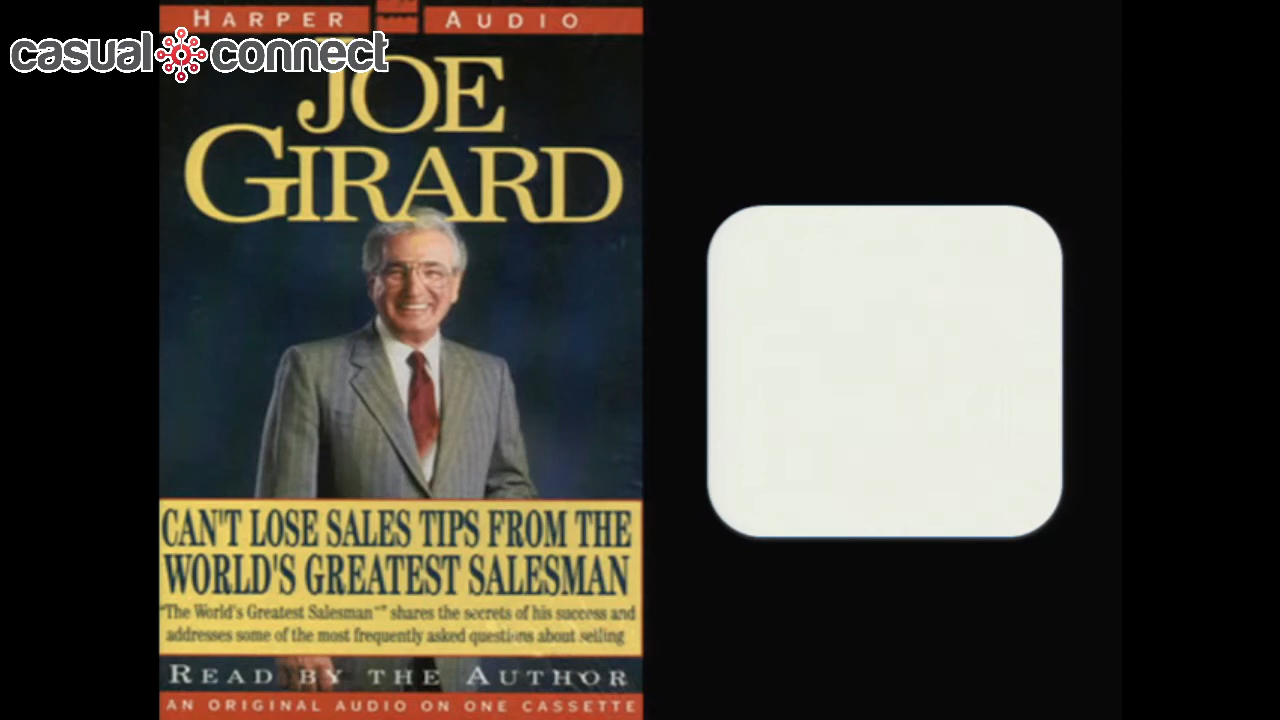 HARPER AUDIO
casual connect
JOE
GIRARD
CAN'T LOSE SALES TIPS FROM THE
WORLD'S GREATEST SALESMAN
"The World's Greatest Salesman℠" shares the secrets of his success and
addresses some of the most frequently asked questions about selling
READ BY THE AUTHOR
AN ORIGINAL AUDIO ON ONE CASSETTE